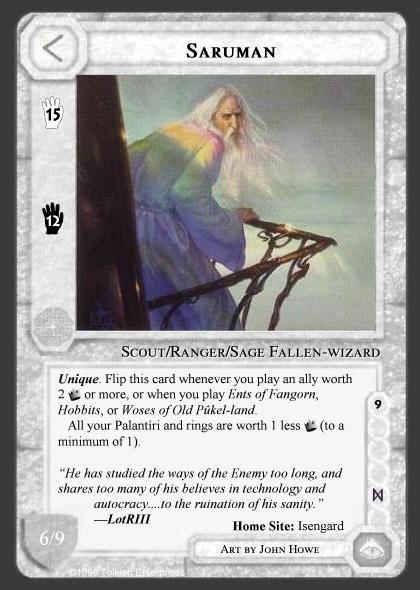 SARUMAN
15
12
SCOUT/RANGER/SAGE FALLEN-WIZARD
Unique. Flip this card whenever you play an ally worth
2 or more, or when you play Ents of Fangorn,
Hobbits, or Woses of Old Pûkel-land.
All your Palantíri and rings are worth 1 less (to a
minimum of 1).
9
“He has studied the ways of the Enemy too long, and
shares too many of his believes in technology and
autocracy....to the ruination of his sanity.”
—LotRIII
Home Site: Isengard
6/9
ART BY JOHN HOWE
©1998 Tolkien Enterprises